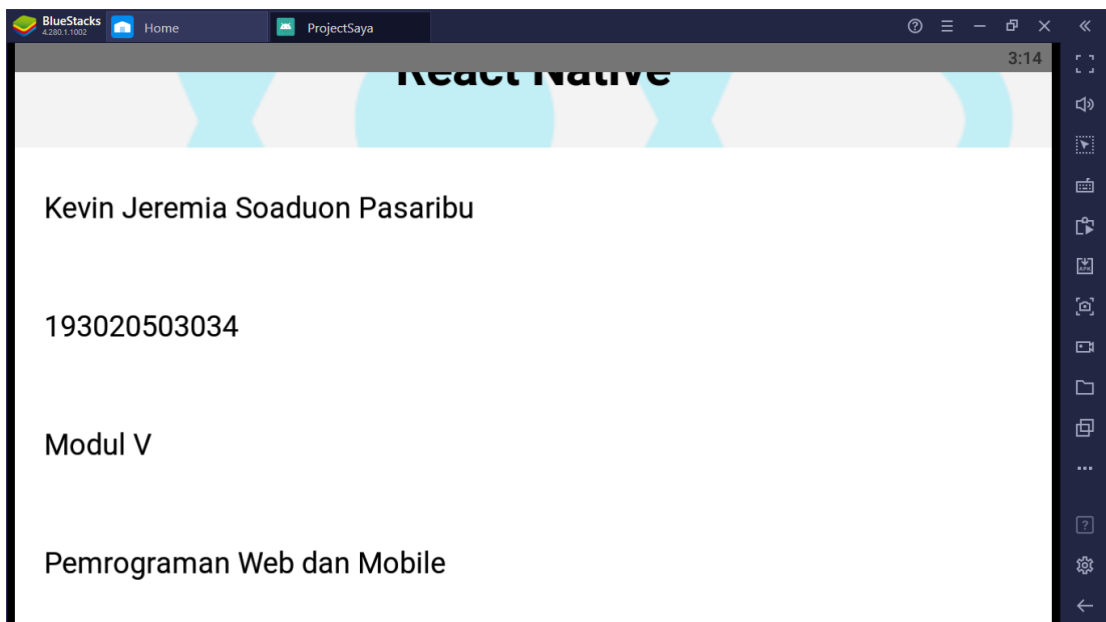 BlueStacks
4.280.1.1002
Home
ProjectSaya
3:14
React Native
Kevin Jeremia Soaduon Pasaribu
193020503034
Modul V
Pemrograman Web dan Mobile